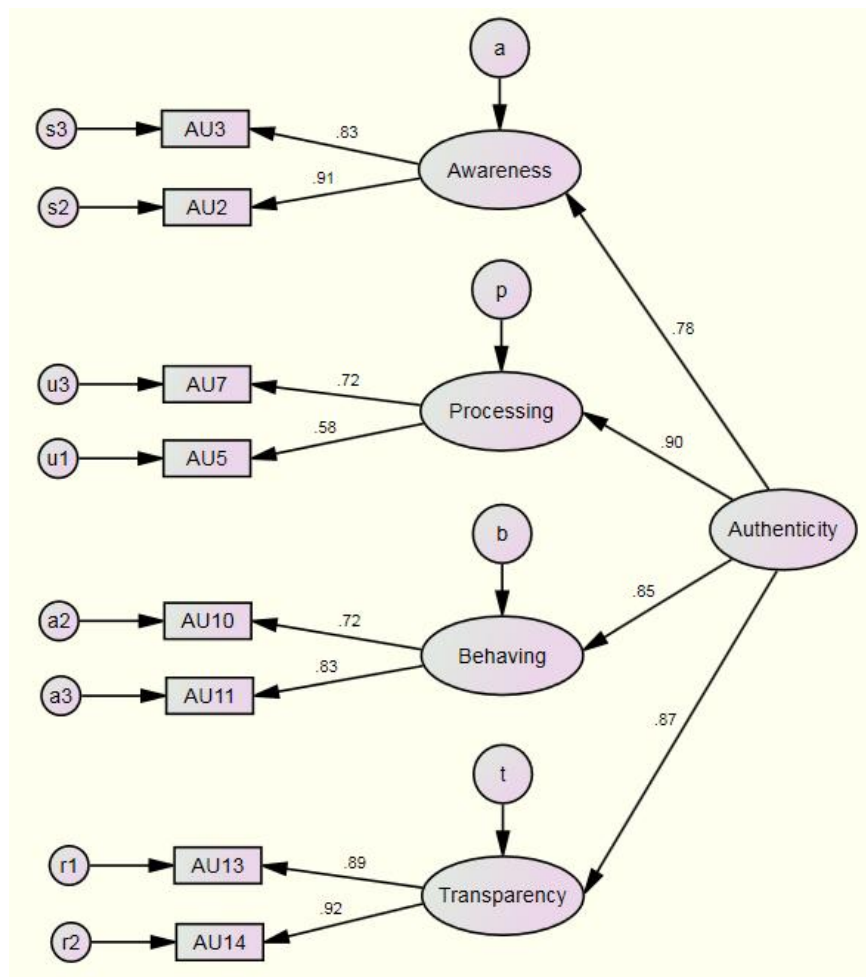 a
s3
AU3
.83
Awareness
s2
AU2
.91
.78
p
u3
AU7
.72
Processing
u1
AU5
.58
.90
Authenticity
b
a2
AU10
.72
.85
Behaving
a3
AU11
.83
.87
t
r1
AU13
.89
Transparency
r2
AU14
.92